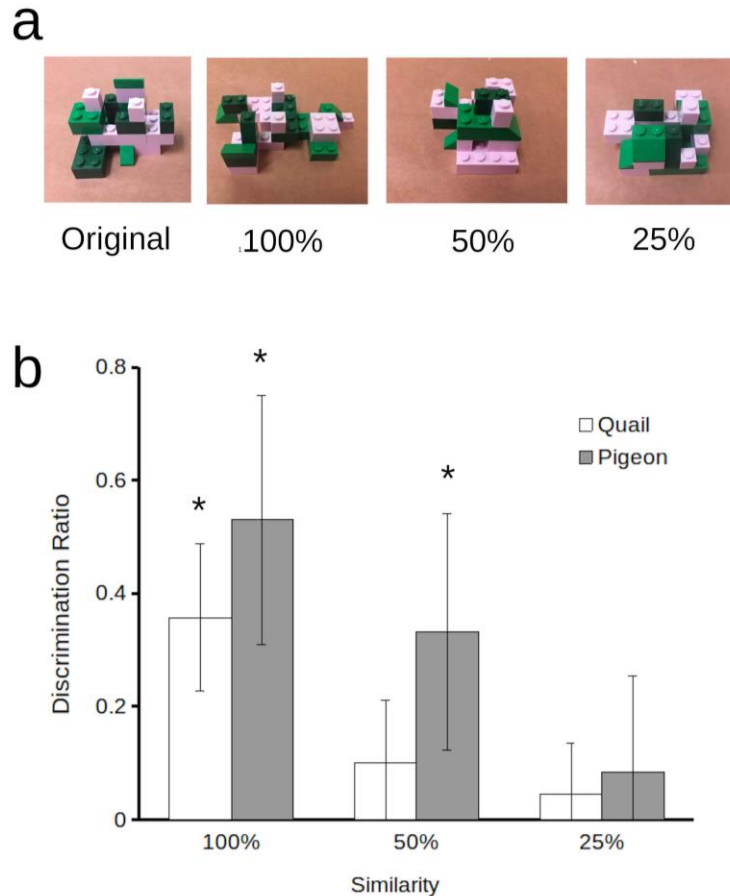 a
Original 100% 50% 25%
b
0.8
0.6
0.4
0.2
0
Discrimination Ratio
* * *
Quail
Pigeon
100% 50% 25%
Similarity